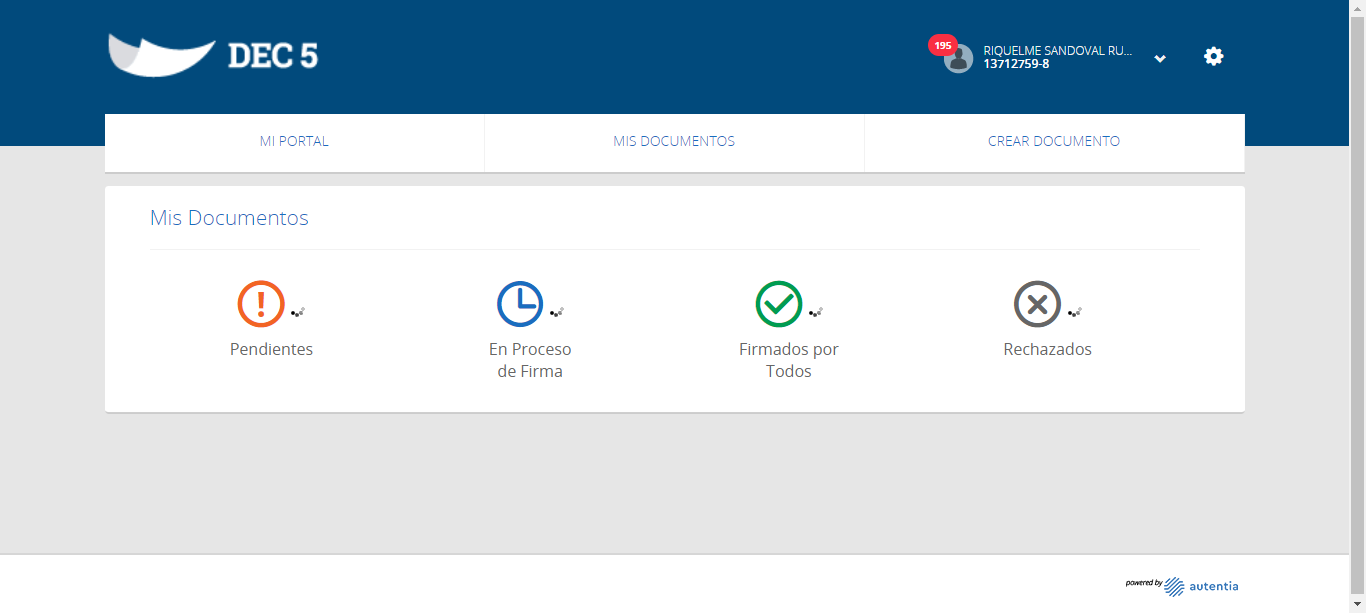 DEC 5
195
RIQUELME SANDOVAL RU...
13712759-8
MI PORTAL
MIS DOCUMENTOS
CREAR DOCUMENTO
Mis Documentos
Pendientes
En Proceso
de Firma
Firmados por
Todos
Rechazados
powered by autentia